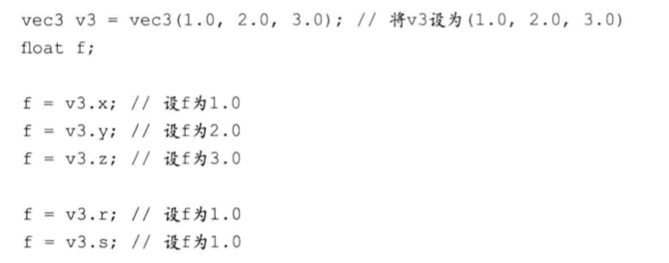 vec3 v3 = vec3(1.0, 2.0, 3.0); // 将v3设为(1.0, 2.0, 3.0)
float f;
f = v3.x; // 设f为1.0
f = v3.y; // 设f为2.0
f = v3.z; // 设f为3.0
f = v3.r; // 设f为1.0
f = v3.s; // 设f为1.0